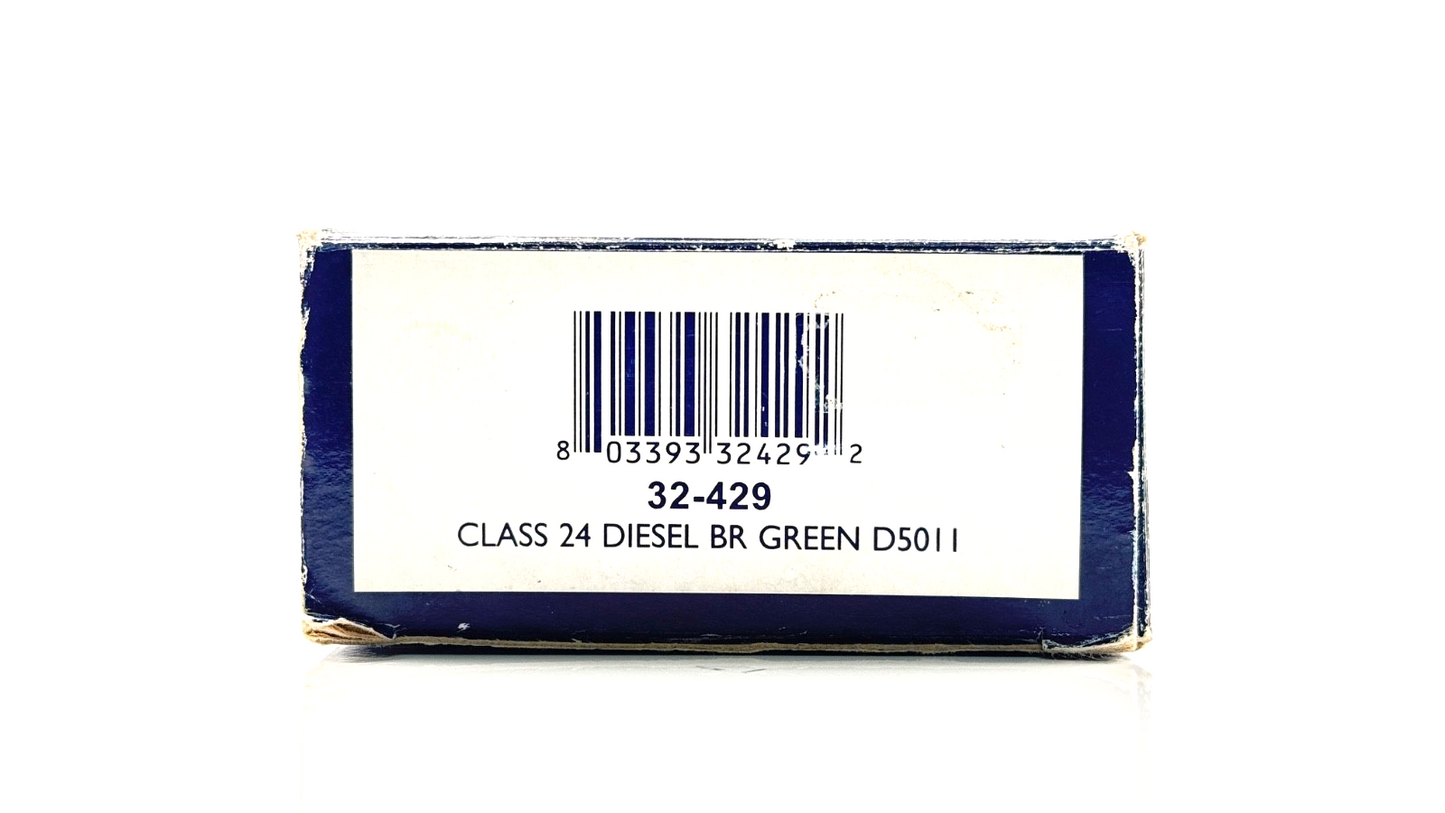 8 03393 32429 2
32-429
CLASS 24 DIESEL BR GREEN D5011